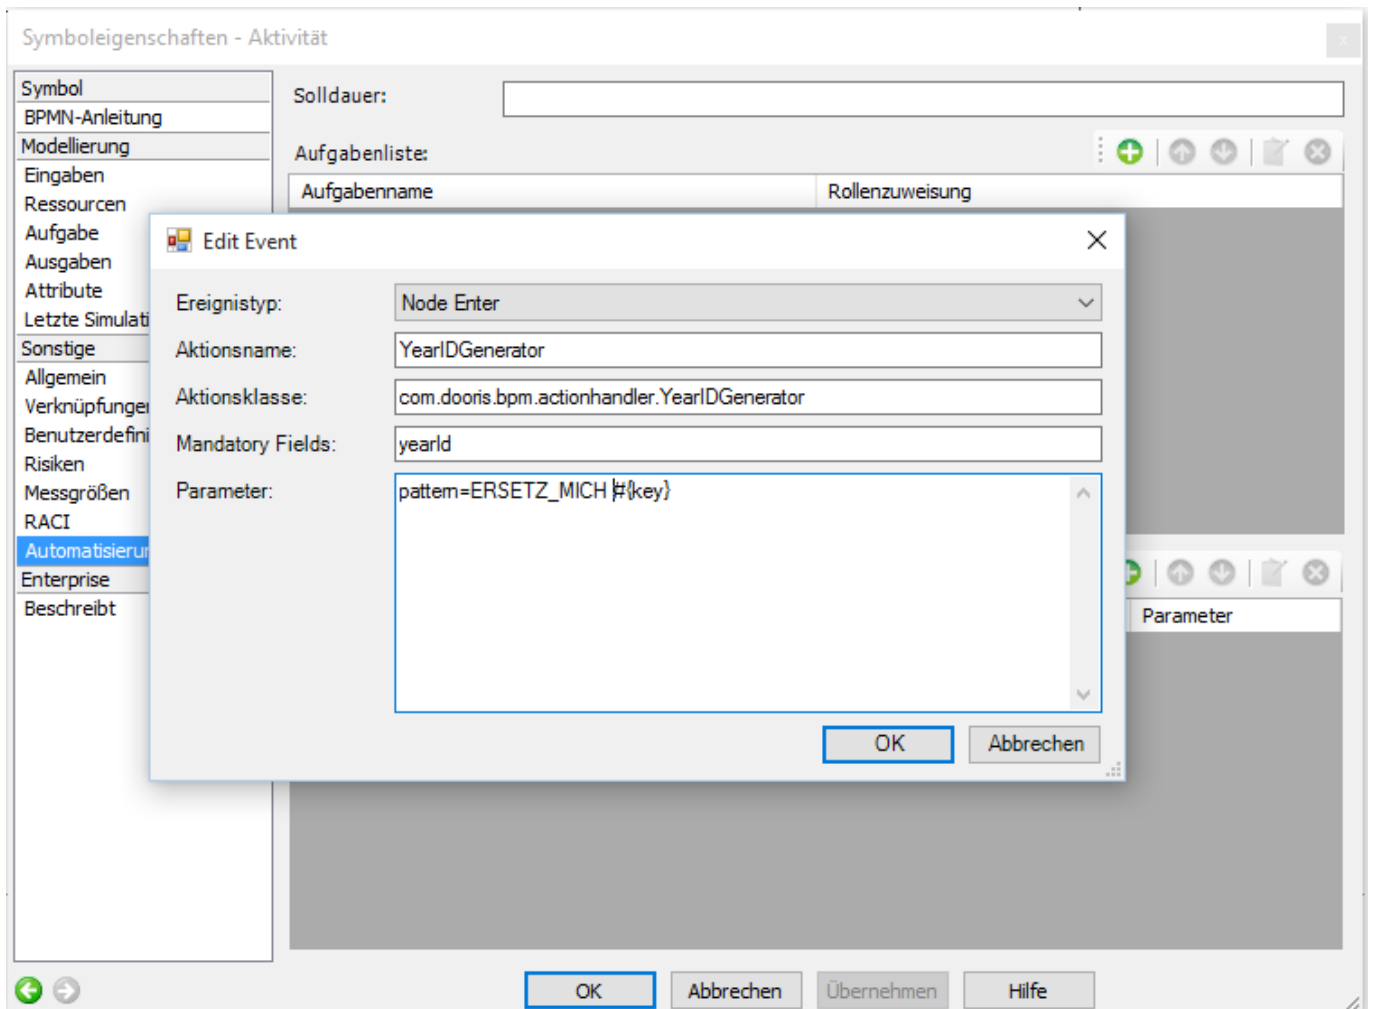 Symboleigenschaften - Aktivität
Symbol
BPMN-Anleitung
Modellierung
Eingaben
Ressourcen
Aufgabe
Ausgaben
Attribute
Letzte Simulati
Sonstige
Allgemein
Verknüpfunge
Benutzerdefini
Risiken
Messgrößen
RACI
Automatisieru
Enterprise
Beschreibt
Solldauer:
Aufgabenliste:
Aufgabenname Rollenzuweisung
Edit Event
Ereignistyp: Node Enter
Aktionsname: YearIDGenerator
Aktionsklasse: com.dooris.bpm.actionhandler.YearIDGenerator
Mandatory Fields: yearId
Parameter: pattern=ERSETZ_MICH #{key}
OK Abbrechen
Parameter
OK Abbrechen Übernehmen Hilfe